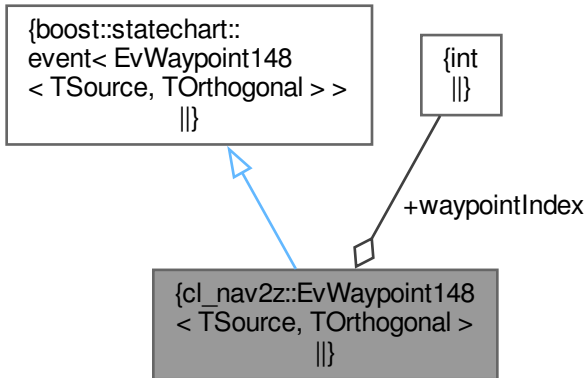 {boost::statechart::
event< EvWaypoint148
< TSource, TOrthogonal > >
||}
{int
||}
+waypointIndex
{cl_nav2z::EvWaypoint148
< TSource, TOrthogonal >
||}